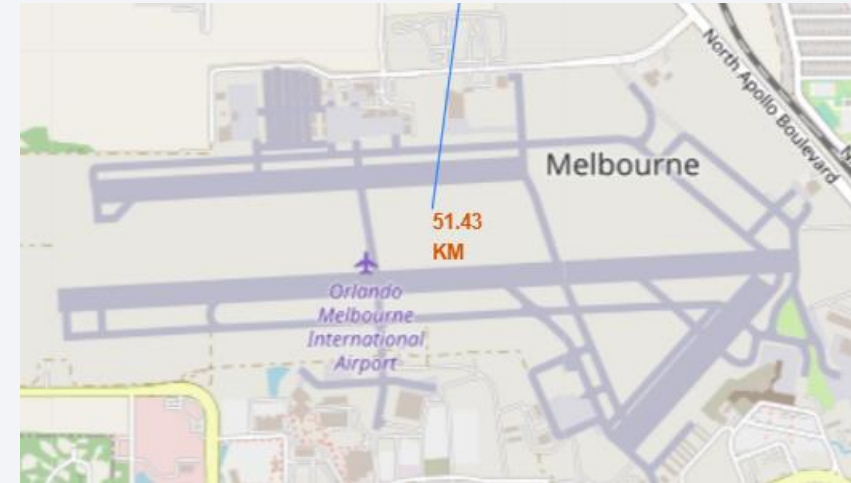 North Apollo Boulevard
Melbourne
51.43
KM
Orlando
Melbourne
International
Airport